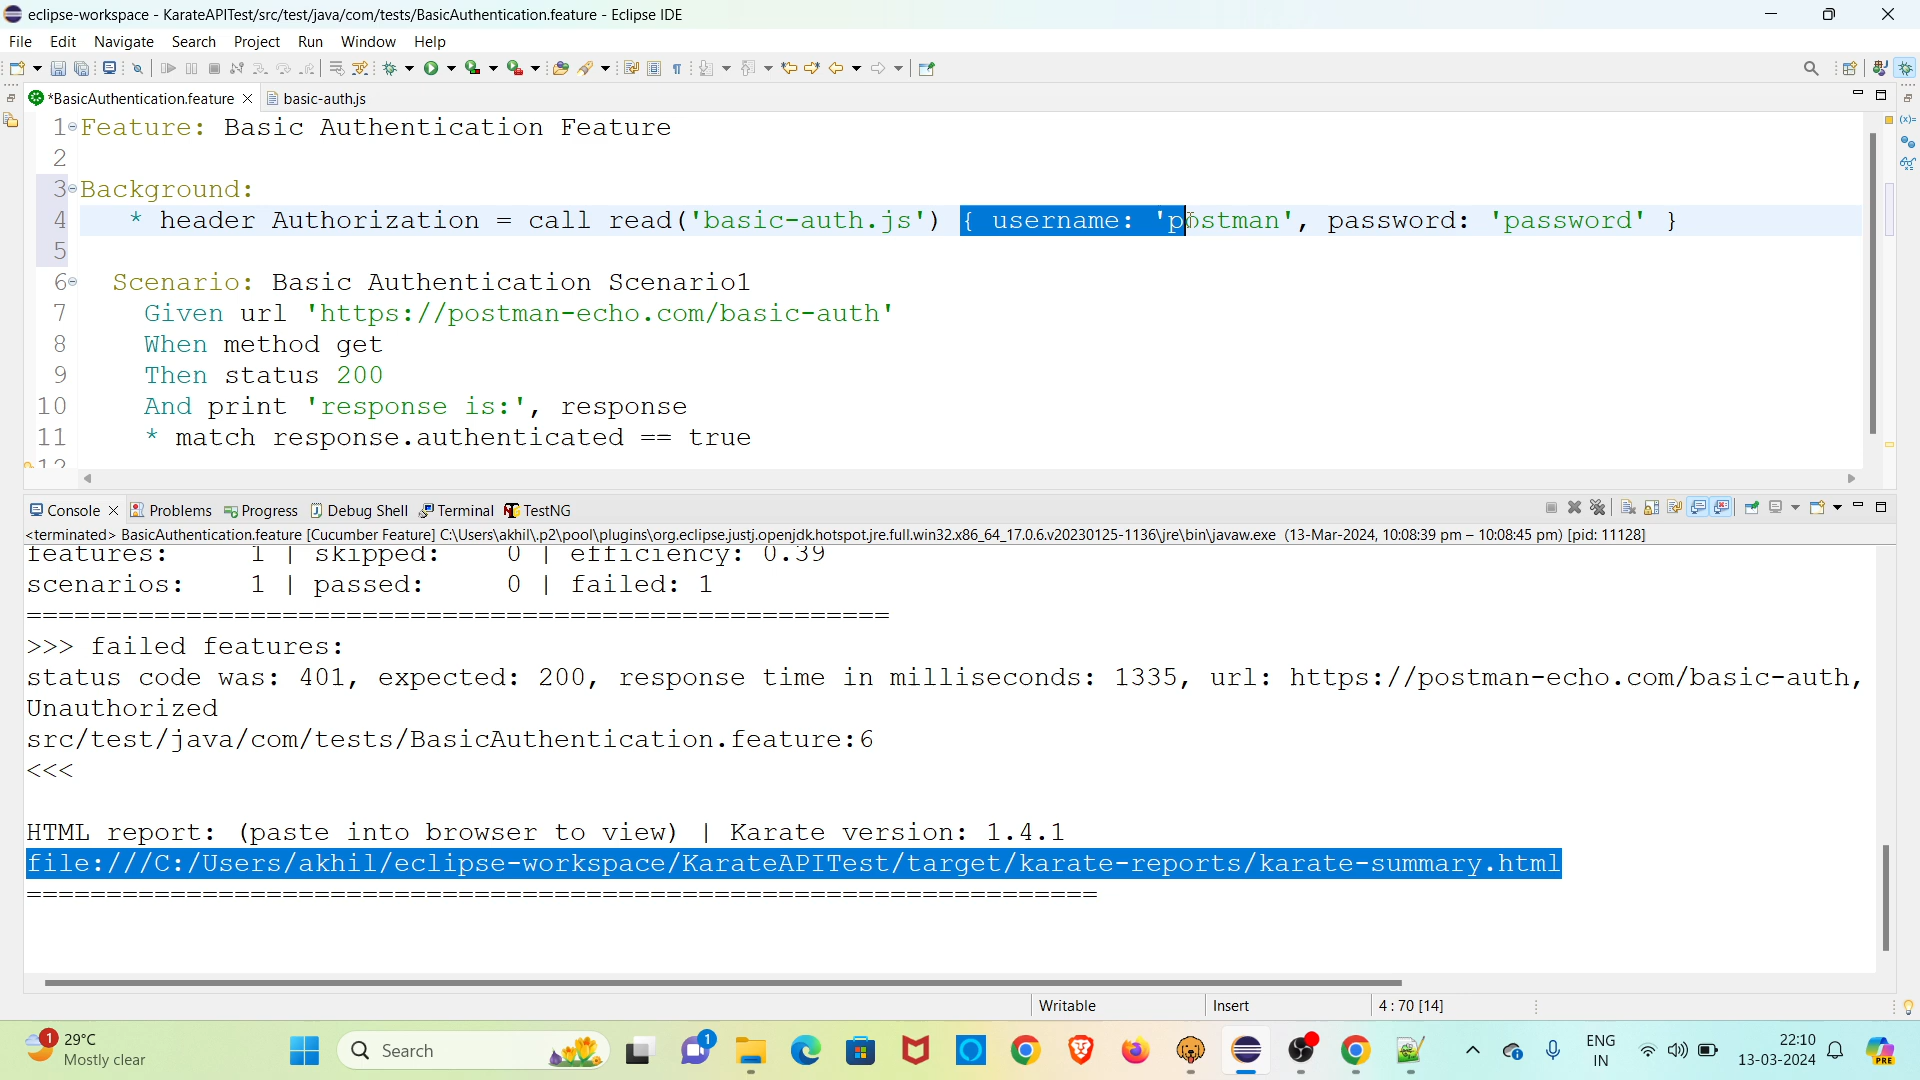 eclipse-workspace - KarateAPITest/src/test/java/com/tests/BasicAuthentication.feature - Eclipse IDE
File Edit Navigate Search Project Run Window Help
*BasicAuthentication.feature basic-auth.js
1 Feature: Basic Authentication Feature
2
3 Background:
4 * header Authorization = call read('basic-auth.js') { username: 'postman', password: 'password' }
5
6 Scenario: Basic Authentication Scenario1
7 Given url 'https://postman-echo.com/basic-auth'
8 When method get
9 Then status 200
10 And print 'response is:', response
11 * match response.authenticated == true
12
Console Problems Progress Debug Shell Terminal TestNG
<terminated> BasicAuthentication.feature [Cucumber Feature] C:\Users\akhil\.p2\pool\plugins\org.eclipse.justj.openjdk.hotspot.jre.full.win32.x86_64_17.0.6.v20230125-1136\jre\bin\javaw.exe (13-Mar-2024, 10:08:39 pm – 10:08:45 pm) [pid: 11128]
features: 1 | skipped: 0 | efficiency: 0.39
scenarios: 1 | passed: 0 | failed: 1
======================================================
>>> failed features:
status code was: 401, expected: 200, response time in milliseconds: 1335, url: https://postman-echo.com/basic-auth,
Unauthorized
src/test/java/com/tests/BasicAuthentication.feature:6
<<<
HTML report: (paste into browser to view) | Karate version: 1.4.1
file:///C:/Users/akhil/eclipse-workspace/KarateAPITest/target/karate-reports/karate-summary.html
===================================================================
Writable Insert 4:70 [14]
1 29°C
Mostly clear
Search
1
ENG
IN
22:10
13-03-2024
PRE